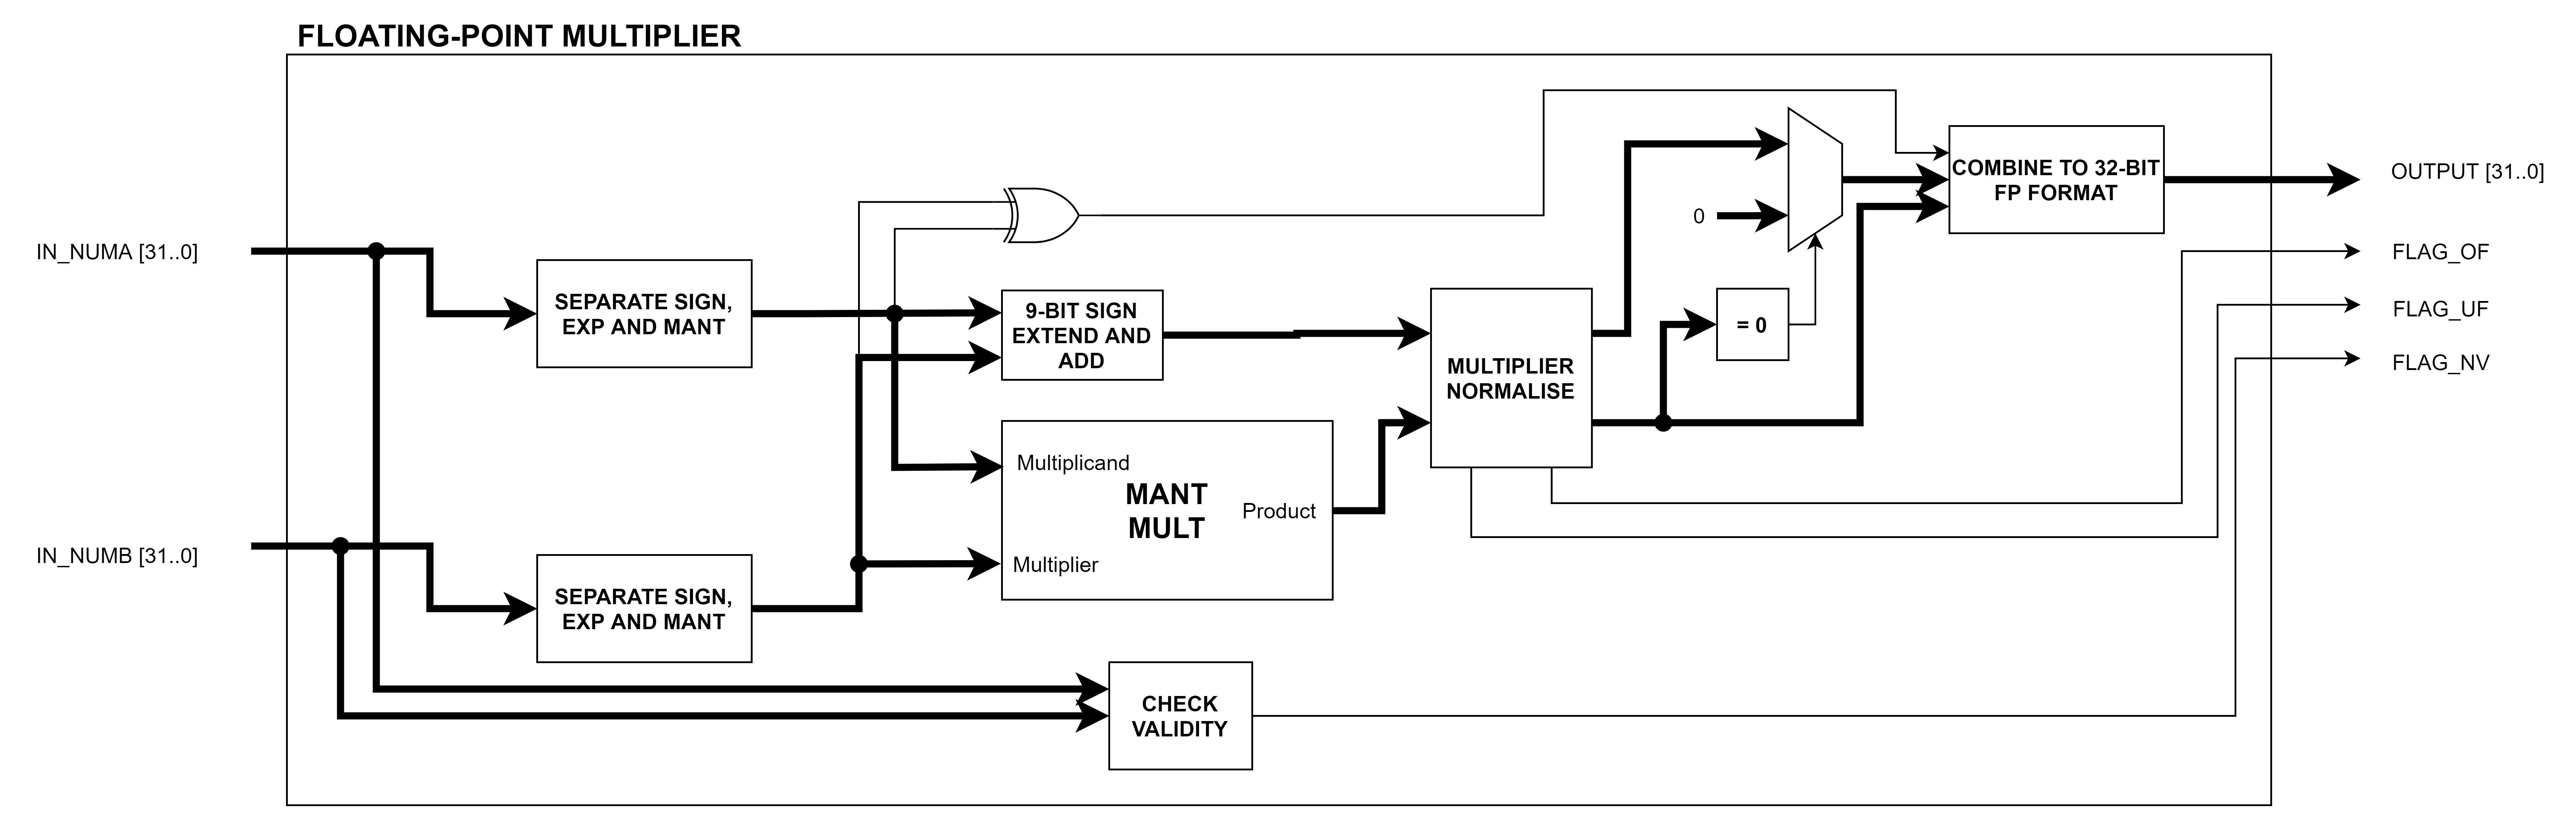 FLOATING-POINT MULTIPLIER
IN_NUMA [31..0]
IN_NUMB [31..0]
SEPARATE SIGN,
EXP AND MANT
SEPARATE SIGN,
EXP AND MANT
9-BIT SIGN
EXTEND AND
ADD
Multiplicand
MANT
MULT
Product
Multiplier
CHECK
VALIDITY
MULTIPLIER
NORMALISE
0
= 0
COMBINE TO 32-BIT
FP FORMAT
OUTPUT [31..0]
FLAG_OF
FLAG_UF
FLAG_NV